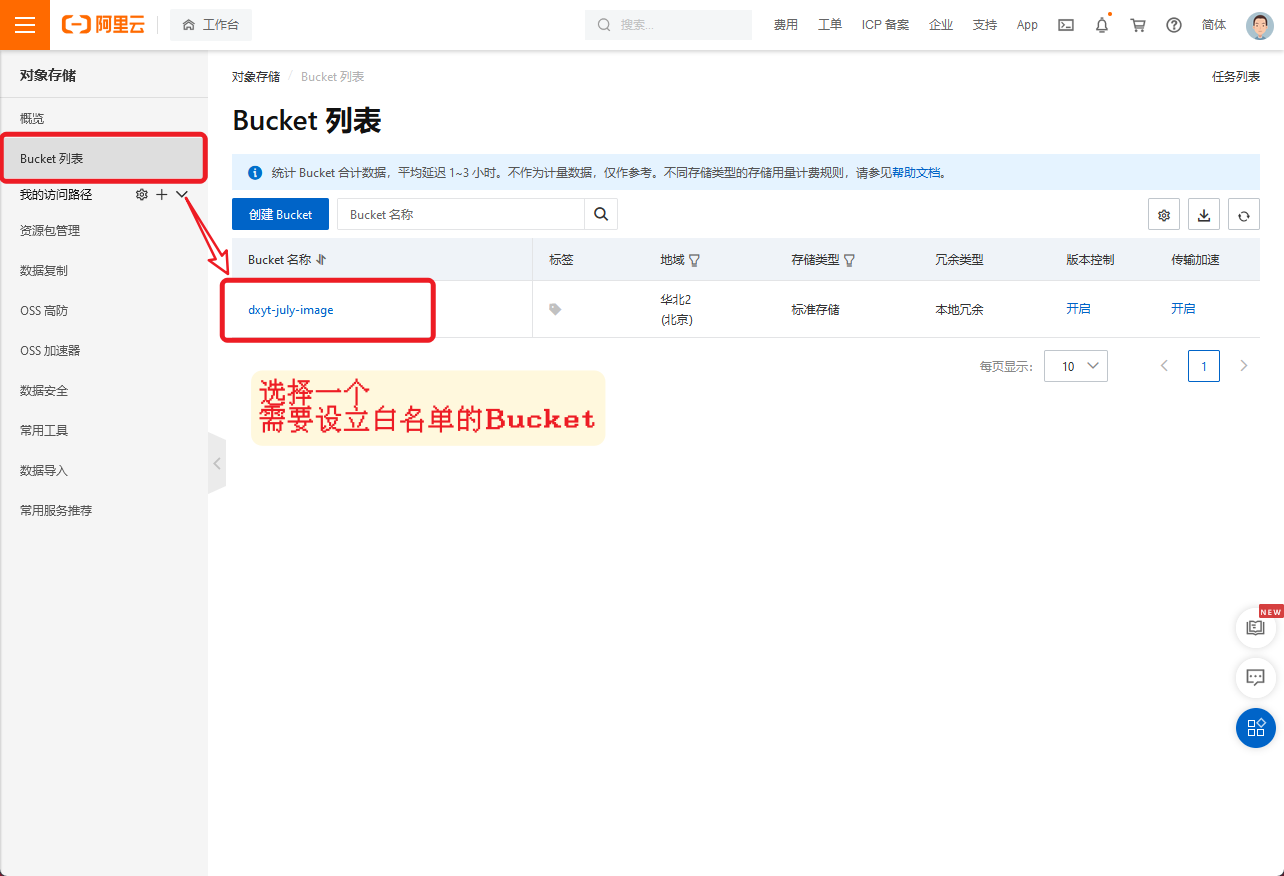 阿里云
工作台
搜索...
费用
工单
ICP 备案
企业
支持
App
简体
对象存储
概览
Bucket 列表
我的访问路径
资源包管理
数据复制
OSS 高防
OSS 加速器
数据安全
常用工具
数据导入
常用服务推荐
对象存储 / Bucket 列表
任务列表
Bucket 列表
统计 Bucket 合计数据，平均延迟 1~3 小时。不作为计量数据，仅作参考。不同存储类型的存储用量计费规则，请参见帮助文档。
创建 Bucket
Bucket 名称
Bucket 名称
标签
地域
存储类型
冗余类型
版本控制
传输加速
dxyt-july-image
华北2
(北京)
标准存储
本地冗余
开启
开启
每页显示：
10
1
选择一个
需要设立白名单的Bucket
NEW